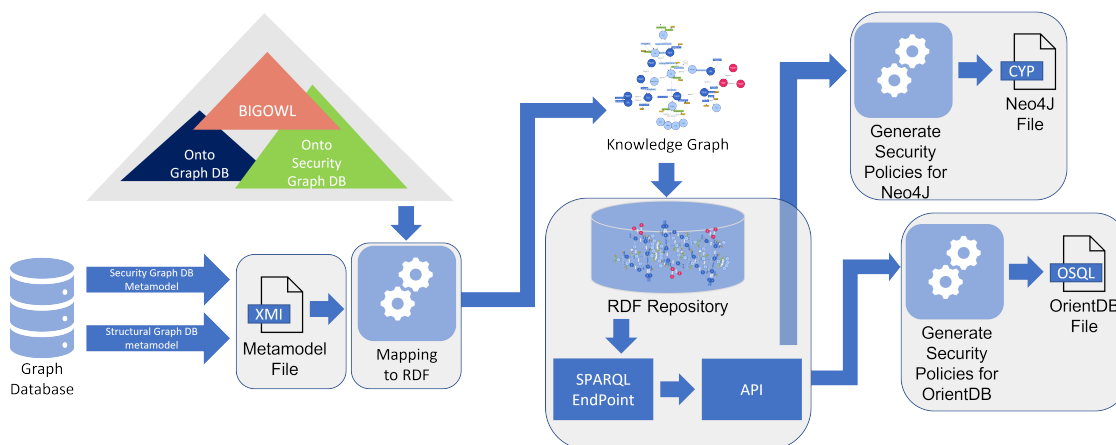 BIGOWL
Onto
Graph DB
Onto
Security
Graph DB
Security Graph DB
Metamodel
Structural Graph DB
metamodel
Graph
Database
XMI
Metamodel
File
Mapping
to RDF
Knowledge Graph
RDF Repository
SPARQL
EndPoint
API
Generate
Security
Policies for
Neo4J
CYP
Neo4J
File
Generate
Security
Policies for
OrientDB
OSQL
OrientDB
File